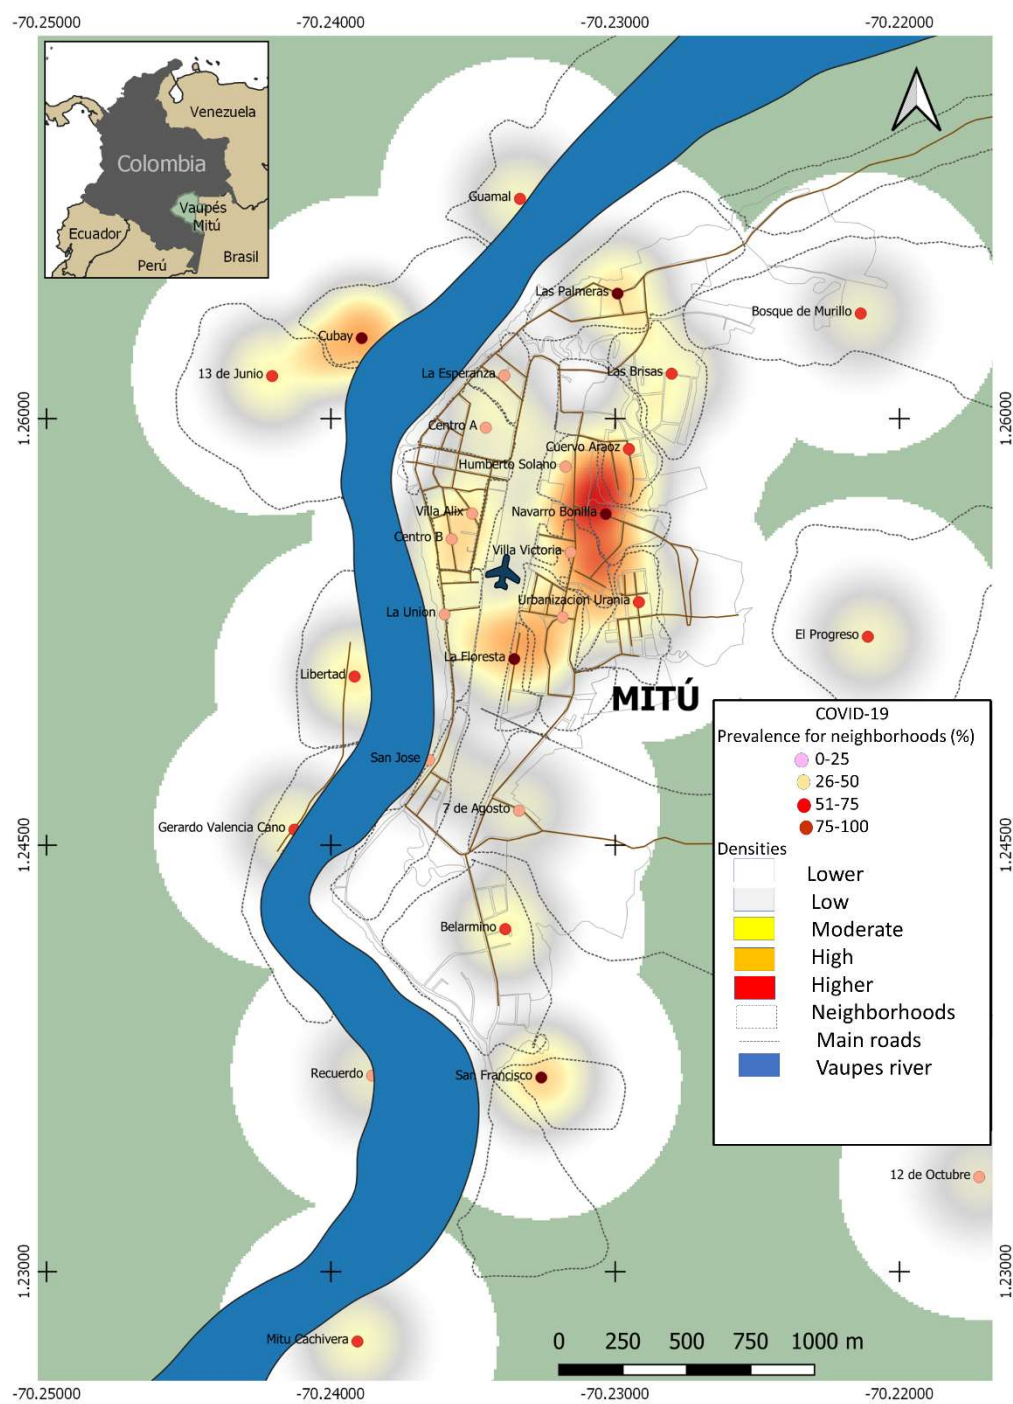 -70.25000
-70.24000
-70.23000
-70.22000
Venezuela
Colombia
Vaupés
Mitú
Ecuador
Perú
Brasil
Guamal
Las Palmeras
Bosque de Murillo
Cubay
13 de Junio
La Esperanza
Las Brisas
1.26000
1.26000
Centro A
Cuervo Araoz
Humberto Solano
Villa Alix
Navarro Bonilla
Centro B
Villa Victoria
Urbanizacion Urania
La Union
El Progreso
La Floresta
Libertad
MITÚ
San Jose
7 de Agosto
Gerardo Valencia Cano
1.24500
1.24500
COVID-19
Prevalence for neighborhoods (%)
0-25
26-50
51-75
75-100
Densities
Lower
Low
Moderate
High
Higher
Neighborhoods
Main roads
Vaupes river
Belarmino
Recuerdo
San Francisco
12 de Octubre
1.23000
1.23000
Mitu Cachivera
0 250 500 750 1000 m
-70.25000
-70.24000
-70.23000
-70.22000